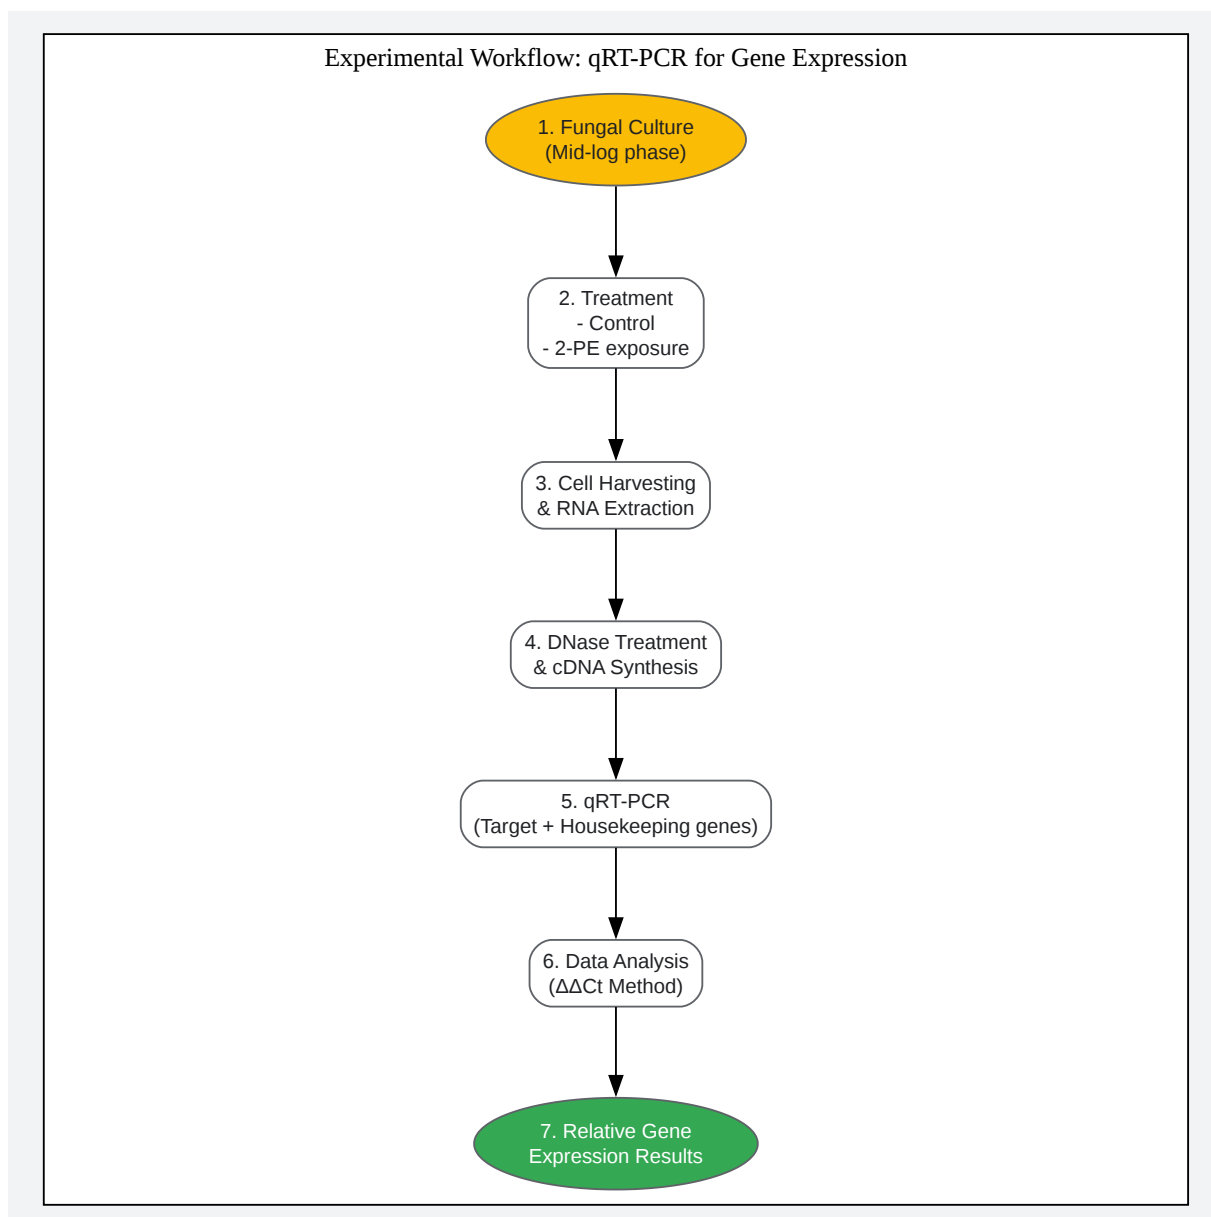 Experimental Workflow: qRT-PCR for Gene Expression
1. Fungal Culture
(Mid-log phase)
2. Treatment
- Control
- 2-PE exposure
3. Cell Harvesting
& RNA Extraction
4. DNase Treatment
& cDNA Synthesis
5. qRT-PCR
(Target + Housekeeping genes)
6. Data Analysis
(ΔΔCt Method)
7. Relative Gene
Expression Results